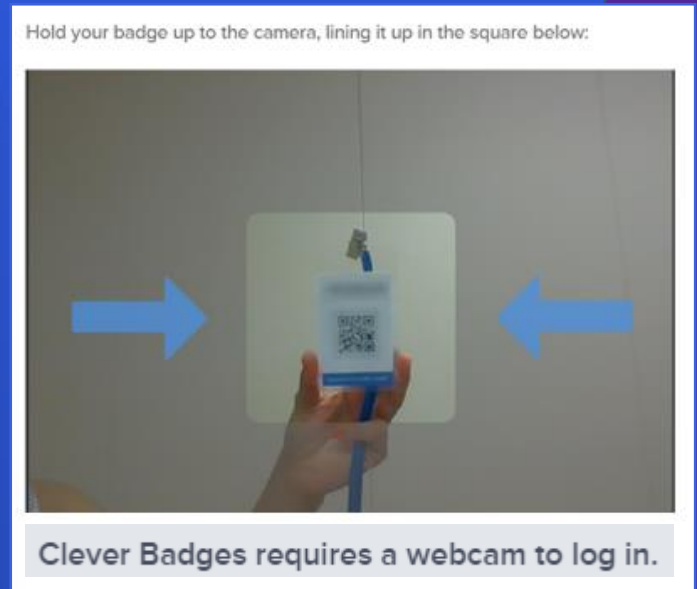 Hold your badge up to the camera, lining it up in the square below:
Clever Badges requires a webcam to log in.